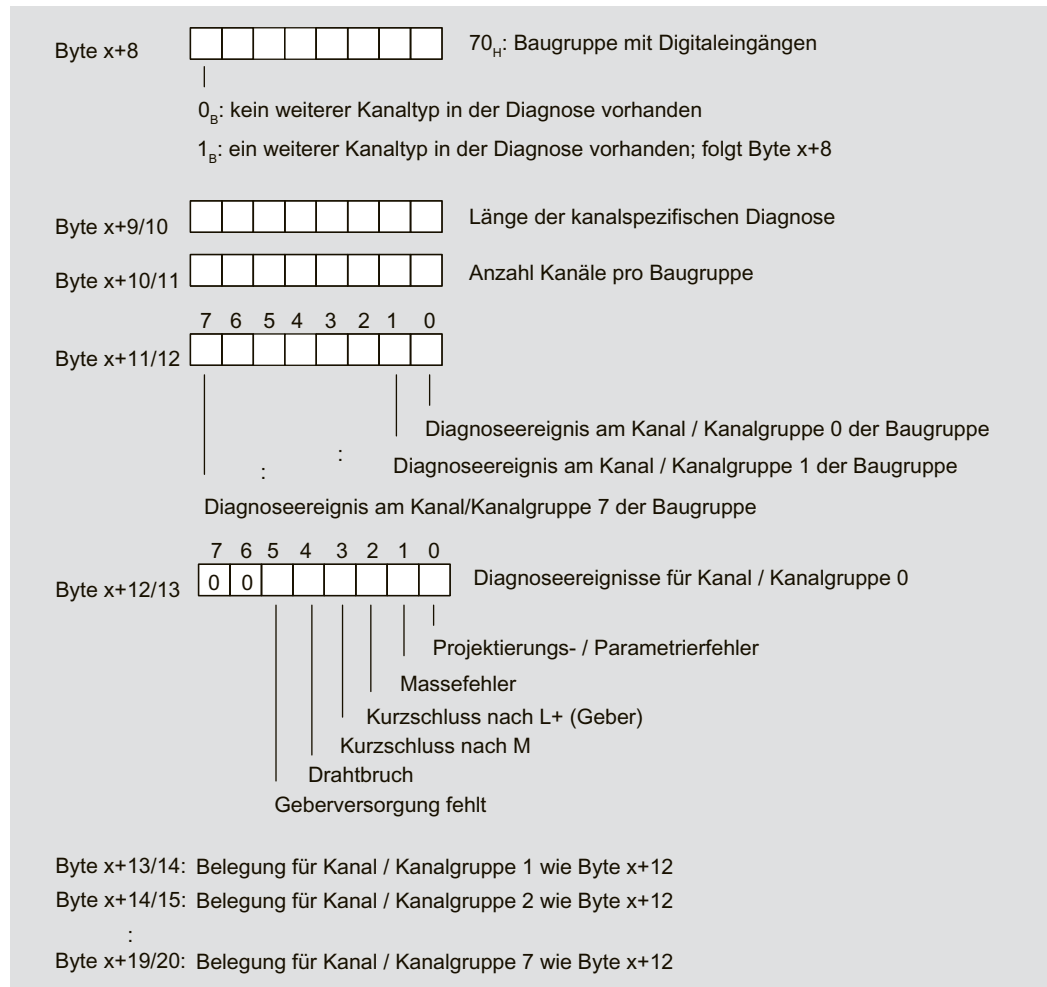 Byte x+8 70H: Baugruppe mit Digitaleingängen
0B: kein weiterer Kanaltyp in der Diagnose vorhanden
1B: ein weiterer Kanaltyp in der Diagnose vorhanden; folgt Byte x+8
Byte x+9/10 Länge der kanalspezifischen Diagnose
Byte x+10/11 Anzahl Kanäle pro Baugruppe
7 6 5 4 3 2 1 0
Byte x+11/12
Diagnoseereignis am Kanal / Kanalgruppe 0 der Baugruppe
: : Diagnoseereignis am Kanal / Kanalgruppe 1 der Baugruppe
Diagnoseereignis am Kanal/Kanalgruppe 7 der Baugruppe
7 6 5 4 3 2 1 0
Byte x+12/13 0 0 Diagnoseereignisse für Kanal / Kanalgruppe 0
Projektierungs- / Parametrierfehler
Massefehler
Kurzschluss nach L+ (Geber)
Kurzschluss nach M
Drahtbruch
Geberversorgung fehlt
Byte x+13/14: Belegung für Kanal / Kanalgruppe 1 wie Byte x+12
Byte x+14/15: Belegung für Kanal / Kanalgruppe 2 wie Byte x+12
:
Byte x+19/20: Belegung für Kanal / Kanalgruppe 7 wie Byte x+12